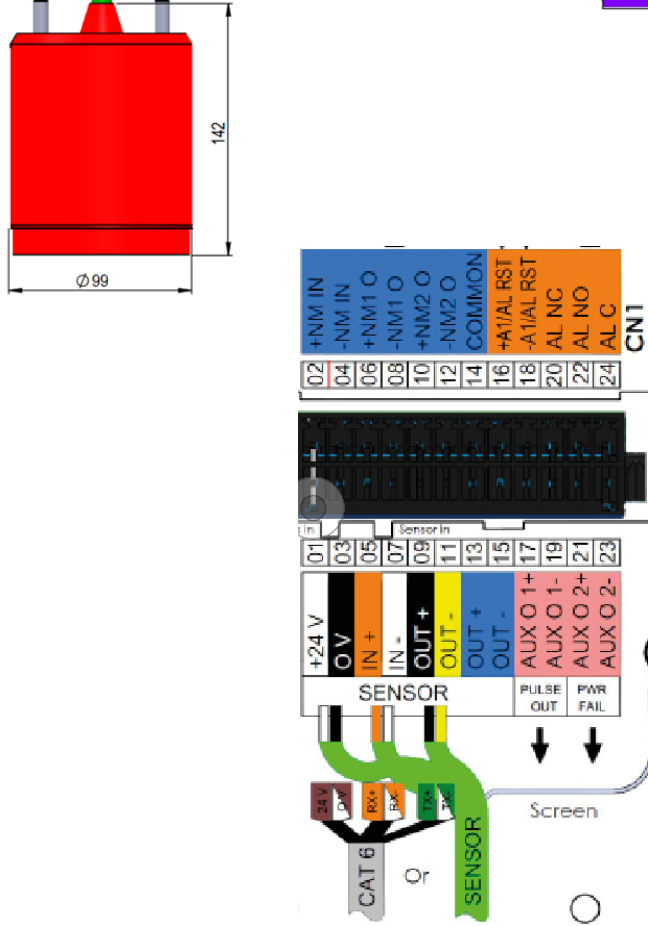 142
Ø 99
+NM IN
-NM IN
+NM1 O
-NM1 O
+NM2 O
-NM2 O
COMMON
+A1/AL RST
-A1/AL RST
AL NC
AL NO
AL C
CN1
02 04 06 08 10 12 14 16 18 20 22 24
in
Sensor in
01 03 05 07 09 11 13 15 17 19 21 23
+24 V
O V
IN +
IN -
OUT +
OUT -
OUT +
OUT -
AUX O 1+
AUX O 1-
AUX O 2+
AUX O 2-
SENSOR
PULSE OUT
PWR FAIL
24 V
0 V
RX+
RX-
TX+
TX-
Screen
CAT 6
Or
SENSOR